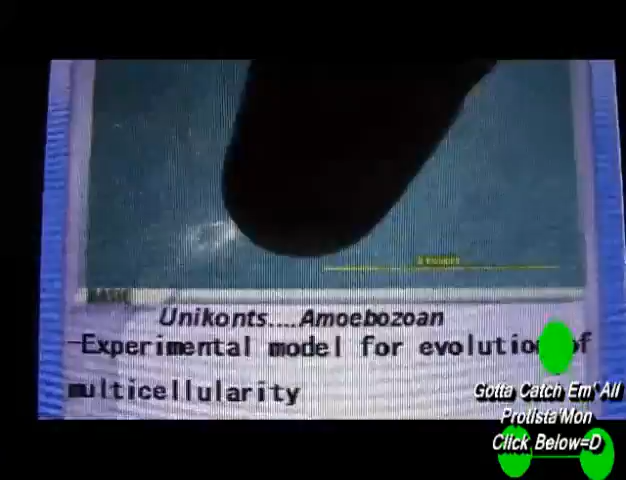 Unikonts....Amoebozoan
-Experimental model for evolution of
multicellularity
Gotta Catch Em' All
Protista'Mon
Click Below=D